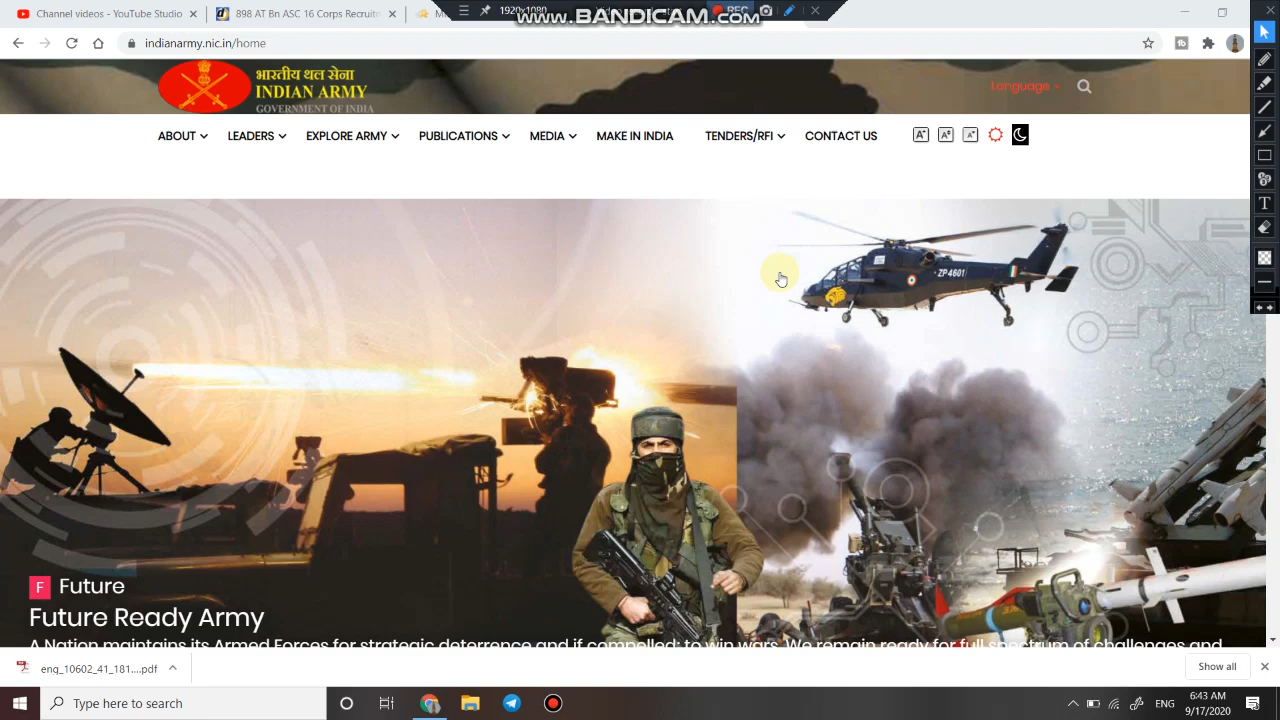 Chantel videos - YouTube Studio
898 AT Bn ASC 16 Corps Recruite
1920x1080
REC
www.BANDICAM.com
indianarmy.nic.in/home
भारतीय थल सेना
INDIAN ARMY
GOVERNMENT OF INDIA
Language
ABOUT
LEADERS
EXPLORE ARMY
PUBLICATIONS
MEDIA
MAKE IN INDIA
TENDERS/RFI
CONTACT US
ZP4601
F Future
Future Ready Army
A Nation maintains its Armed Forces for strategic deterrence and if compelled; to win wars. We remain ready for full spectrum of challenges and
eng_10602_41_181....pdf
Show all
Type here to search
ENG
6:43 AM
9/17/2020